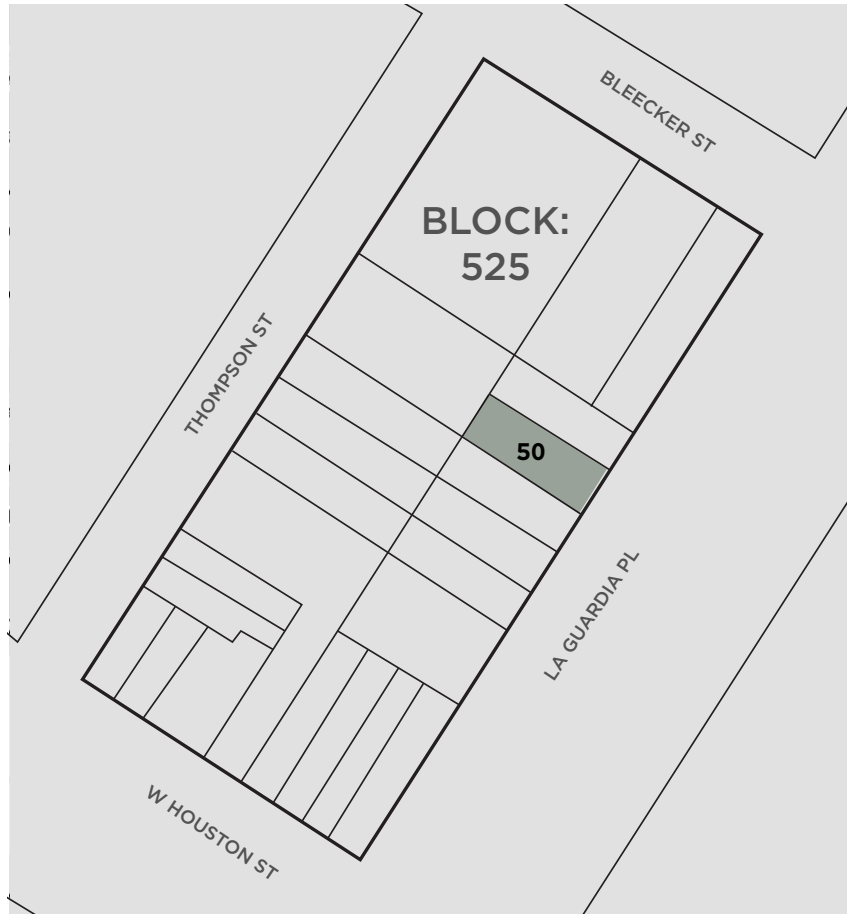 BLEECKER ST
BLOCK:
525
THOMPSON ST
50
LA GUARDIA PL
W HOUSTON ST